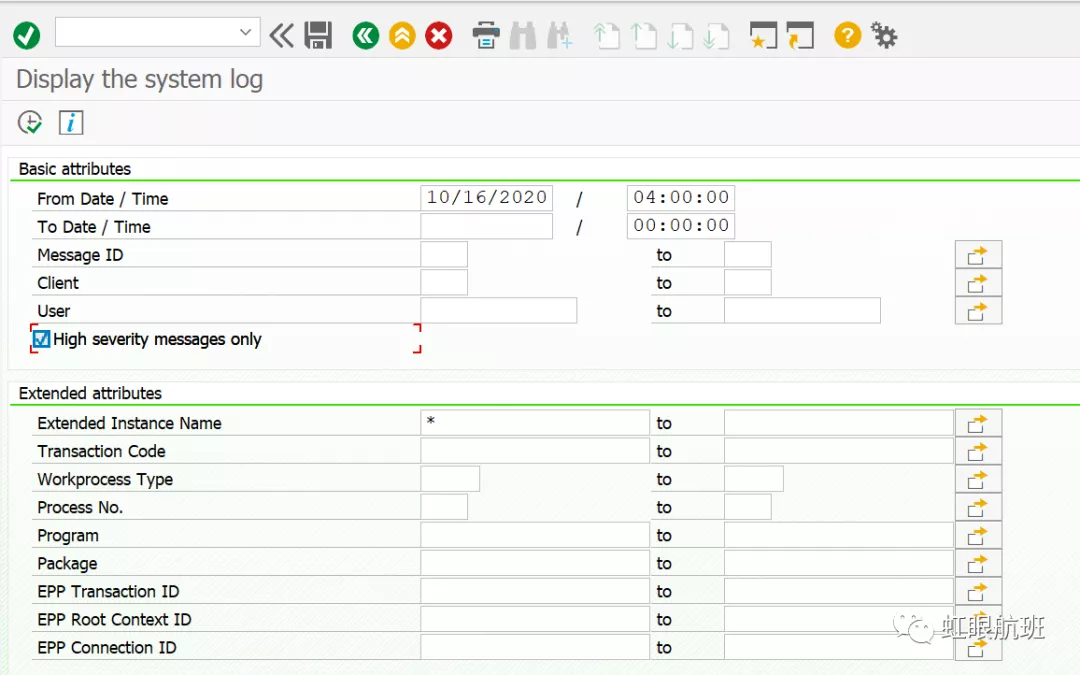 Display the system log
Basic attributes
From Date / Time 10/16/2020 / 04:00:00
To Date / Time / 00:00:00
Message ID to
Client to
User to
High severity messages only
Extended attributes
Extended Instance Name * to
Transaction Code to
Workprocess Type to
Process No. to
Program to
Package to
EPP Transaction ID to
EPP Root Context ID to
虹眼航班
EPP Connection ID to